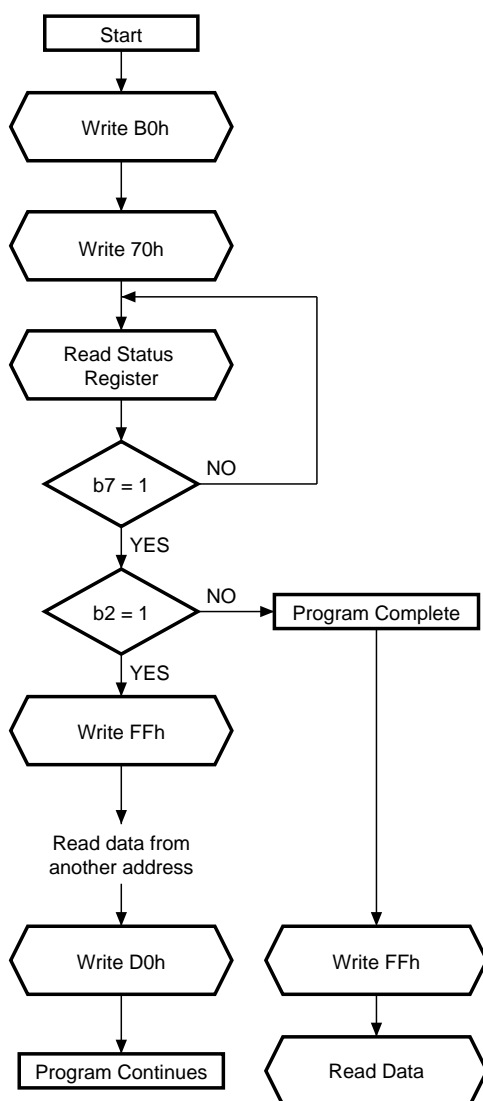 Start
Write B0h
Write 70h
Read Status
Register
NO
b7 = 1
YES
NO
b2 = 1
Program Complete
YES
Write FFh
Read data from
another address
Write D0h
Write FFh
Program Continues
Read Data